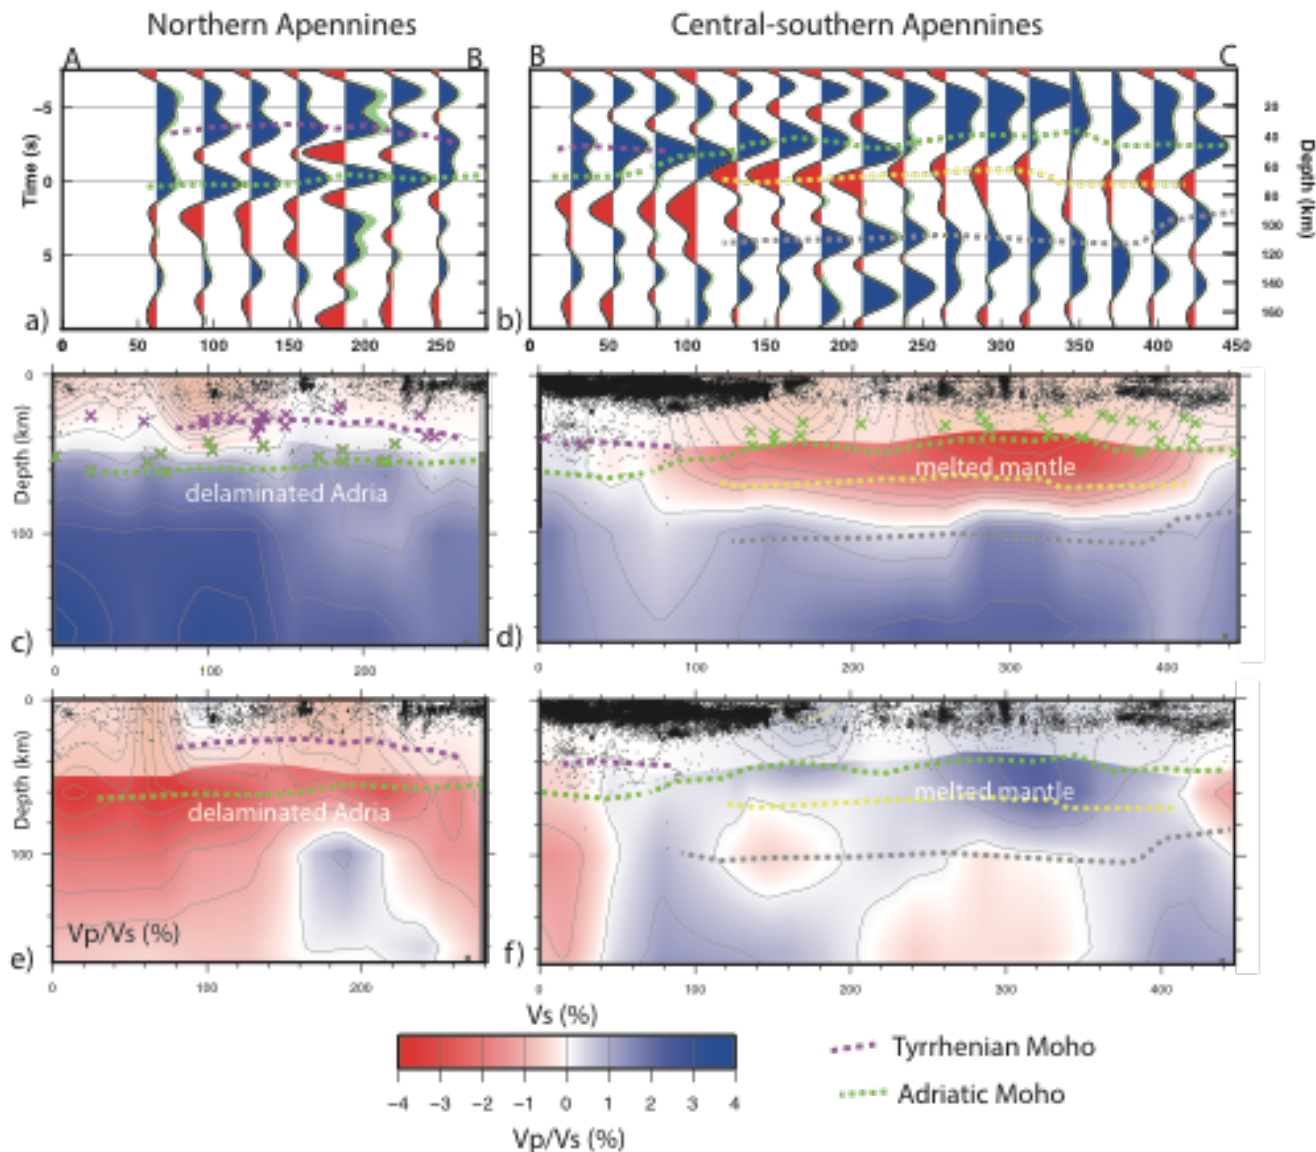 Northern Apennines
Central-southern Apennines
A
B
B
C
Time (s)
-5
0
5
20
40
60
80
100
120
140
160
Depth (km)
a)
b)
0 50 100 150 200 250
0 50 100 150 200 250 300 350 400 450
Depth (km)
0
100
delaminated Adria
melted mantle
c)
d)
0 100 200
0 100 200 300 400
Depth (km)
0
100
delaminated Adria
melted mantle
Vp/Vs (%)
e)
f)
0 100 200
0 100 200 300 400
Vs (%)
-4 -3 -2 -1 0 1 2 3 4
Vp/Vs (%)
Tyrrhenian Moho
Adriatic Moho